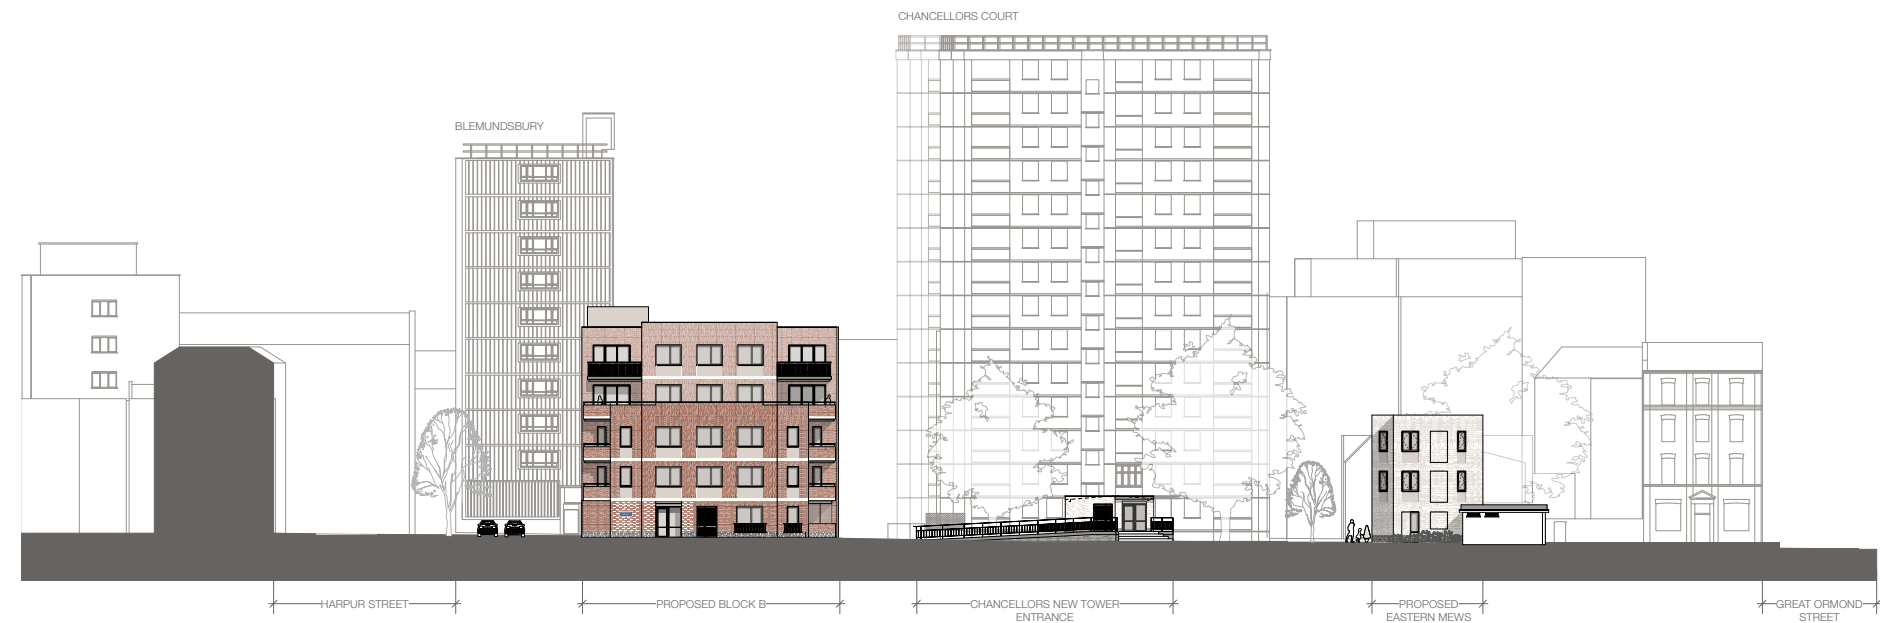 CHANCELLORS COURT
BLEMUNDSBURY
HARPUR STREET
PROPOSED BLOCK B
CHANCELLORS NEW TOWER
ENTRANCE
PROPOSED
EASTERN MEWS
GREAT ORMOND
STREET